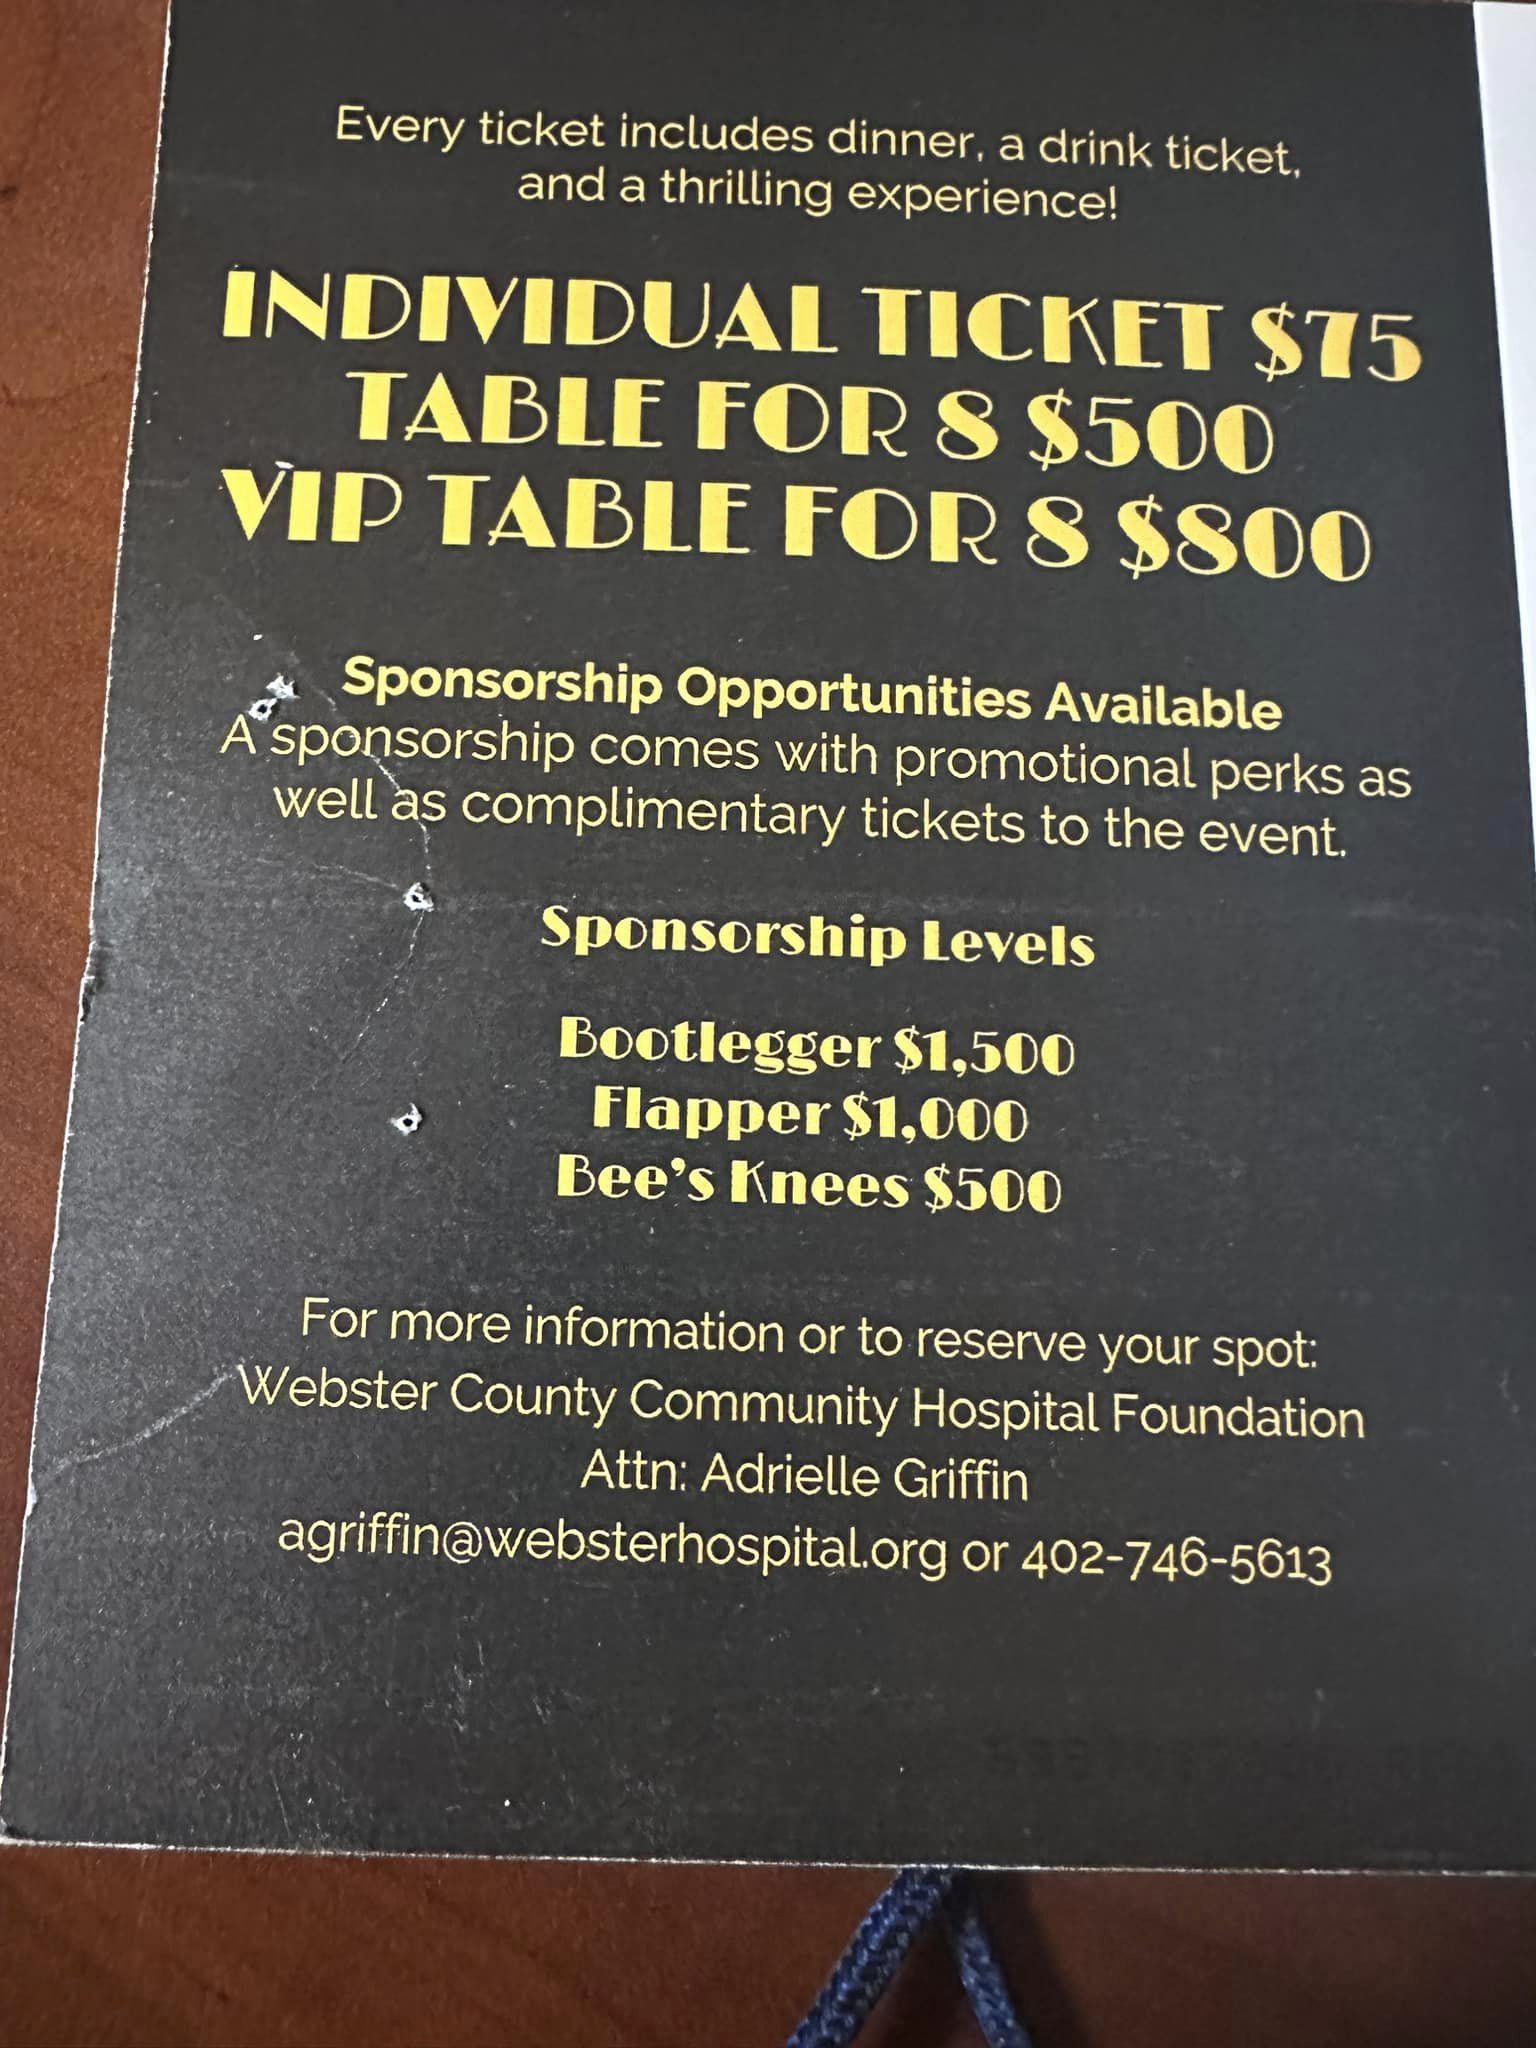 Every ticket includes dinner, a drink ticket,
and a thrilling experience!
INDIVIDUAL TICKET $75
TABLE FOR 8 $500
VIP TABLE FOR 8 $800
Sponsorship Opportunities Available
A sponsorship comes with promotional perks as
well as complimentary tickets to the event.
Sponsorship Levels
Bootlegger $1,500
Flapper $1,000
Bee's Knees $500
For more information or to reserve your spot:
Webster County Community Hospital Foundation
Attn: Adrielle Griffin
agriffin@websterhospital.org or 402-746-5613